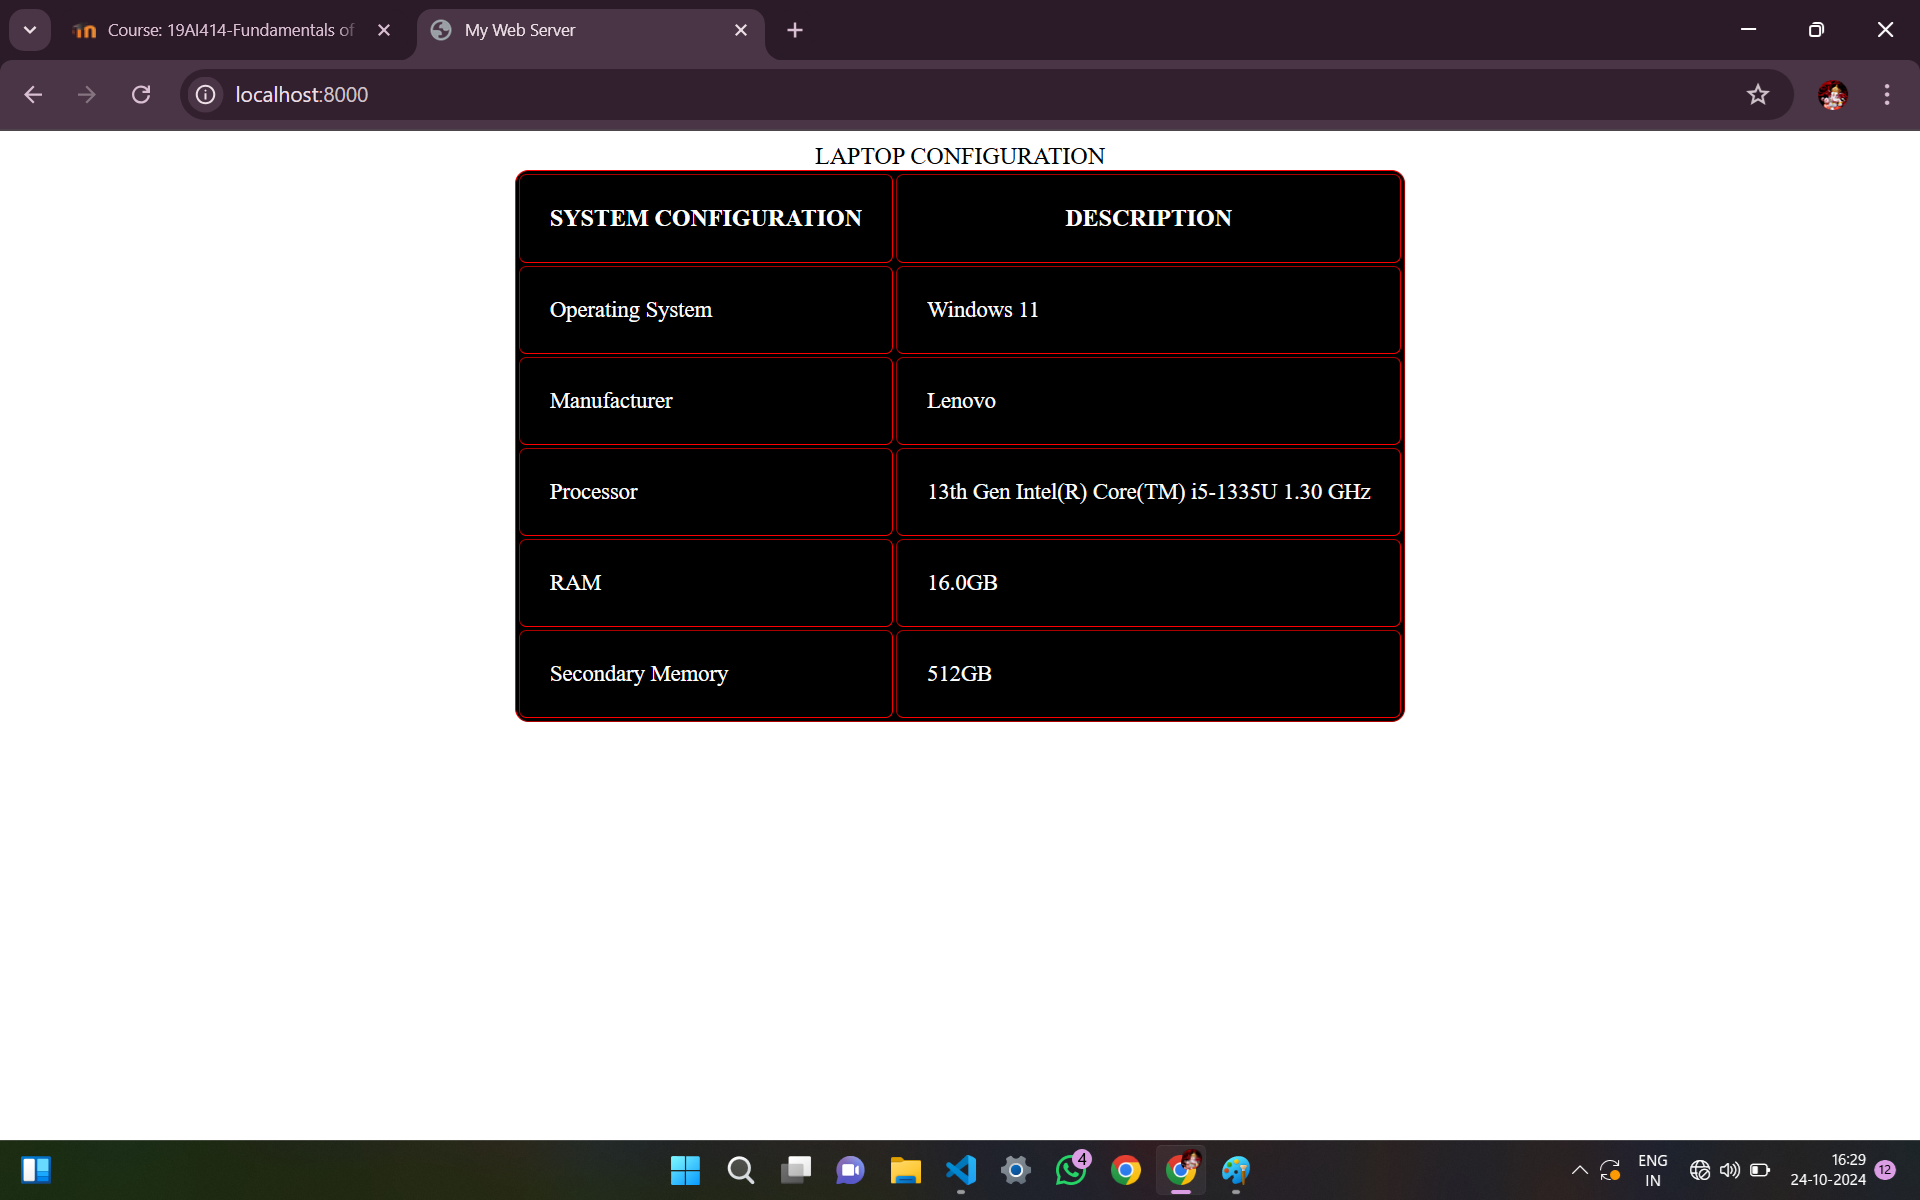 Course: 19AI414-Fundamentals of
My Web Server
localhost:8000
LAPTOP CONFIGURATION
SYSTEM CONFIGURATION DESCRIPTION
Operating System Windows 11
Manufacturer Lenovo
Processor 13th Gen Intel(R) Core(TM) i5-1335U 1.30 GHz
RAM 16.0GB
Secondary Memory 512GB
4
ENG
IN
16:29
24-10-2024
12